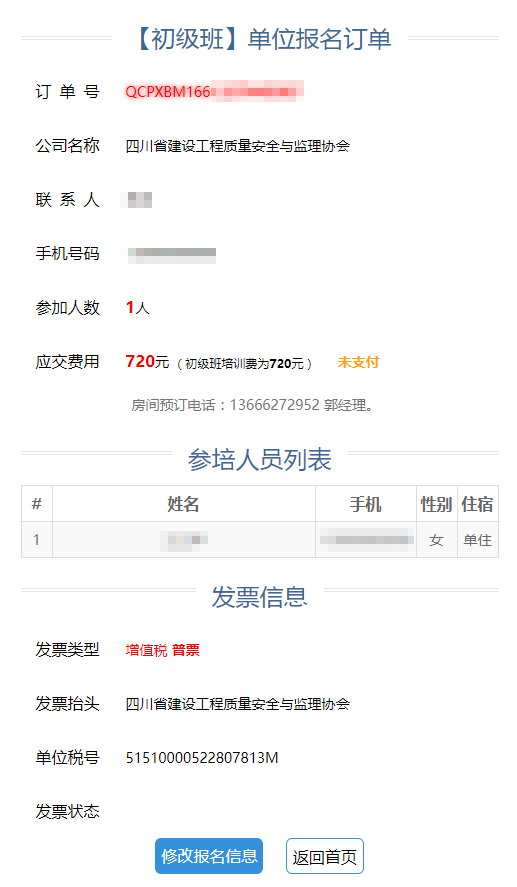 【初级班】单位报名订单
订 单 号 QCPXBM166
公司名称 四川省建设工程质量安全与监理协会
联 系 人
手机号码
参加人数 1人
应交费用 720元（初级班培训费为720元） 未支付
房间预订电话：13666272952 郭经理。
参培人员列表
# 姓名 手机 性别 住宿
1 女 单住
发票信息
发票类型 增值税 普票
发票抬头 四川省建设工程质量安全与监理协会
单位税号 51510000522807813M
发票状态
修改报名信息 返回首页